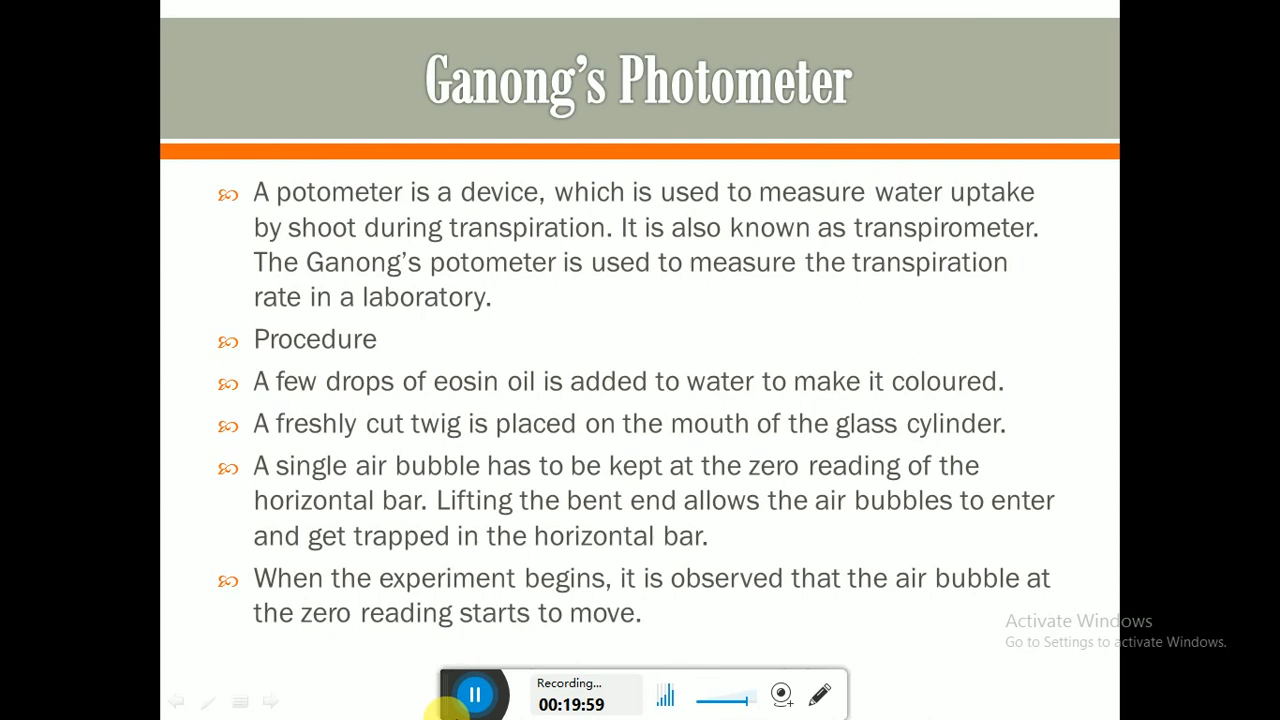 Ganong's Photometer
A potometer is a device, which is used to measure water uptake
by shoot during transpiration. It is also known as transpirometer.
The Ganong's potometer is used to measure the transpiration
rate in a laboratory.
Procedure
A few drops of eosin oil is added to water to make it coloured.
A freshly cut twig is placed on the mouth of the glass cylinder.
A single air bubble has to be kept at the zero reading of the
horizontal bar. Lifting the bent end allows the air bubbles to enter
and get trapped in the horizontal bar.
When the experiment begins, it is observed that the air bubble at
the zero reading starts to move.
Activate Windows
Go to Settings to activate Windows.
Recording...
00:19:59